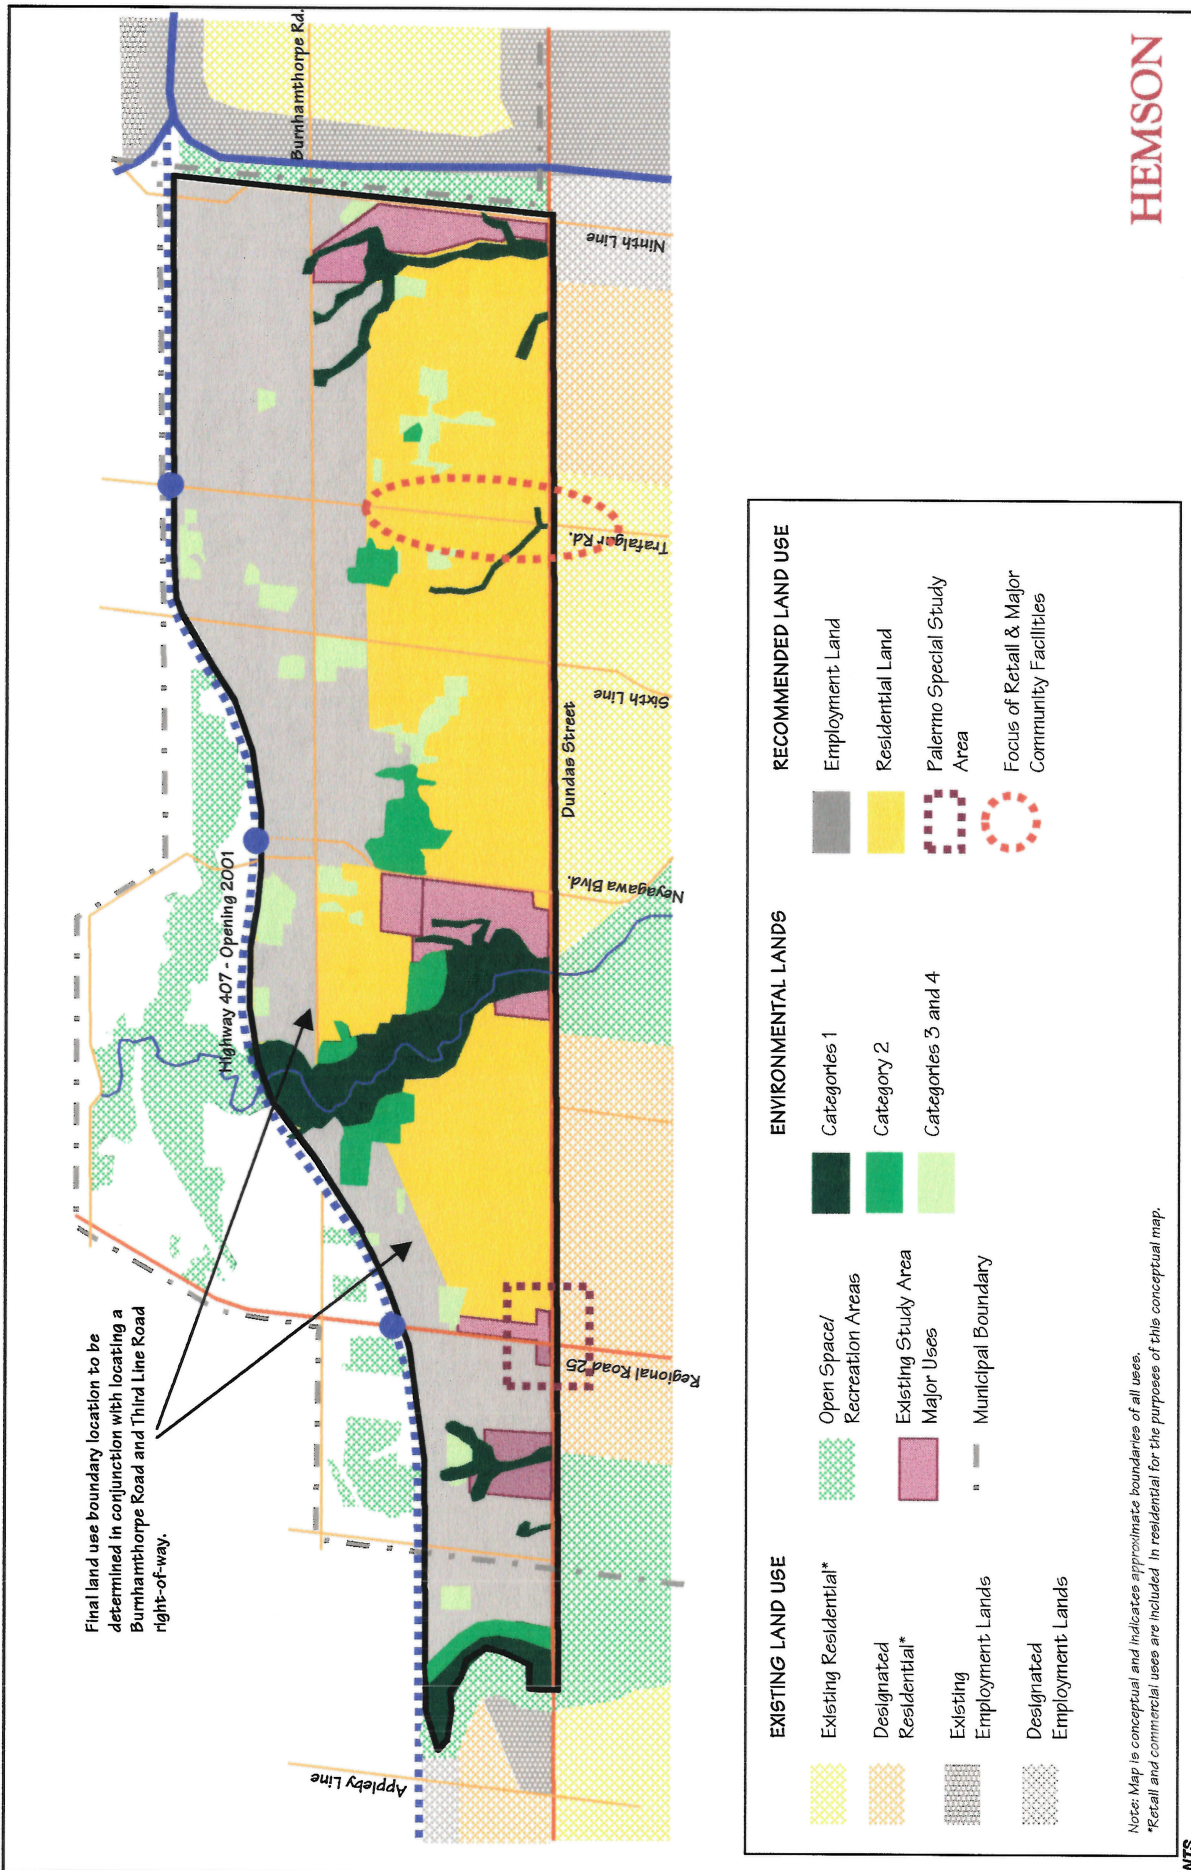 Final land use boundary location to be
determined in conjunction with locating a
Burnhamthorpe Road and Third Line Road
right-of-way.
Highway 407 - Opening 2001
Burnhamthorpe Rd.
Appleby Line
Regional Road 25
Neyagawa Blvd.
Dundas Street
Sixth Line
Trafalgar Rd.
Ninth Line
HEMSON
EXISTING LAND USE
Existing Residential*
Designated
Residential*
Existing
Employment Lands
Designated
Employment Lands
Open Space/
Recreation Areas
Existing Study Area
Major Uses
Municipal Boundary
ENVIRONMENTAL LANDS
Categories 1
Category 2
Categories 3 and 4
RECOMMENDED LAND USE
Employment Land
Residential Land
Palermo Special Study
Area
Focus of Retail & Major
Community Facilities
Note: Map is conceptual and indicates approximate boundaries of all uses.
*Retail and commercial uses are included in residential for the purposes of this conceptual map.